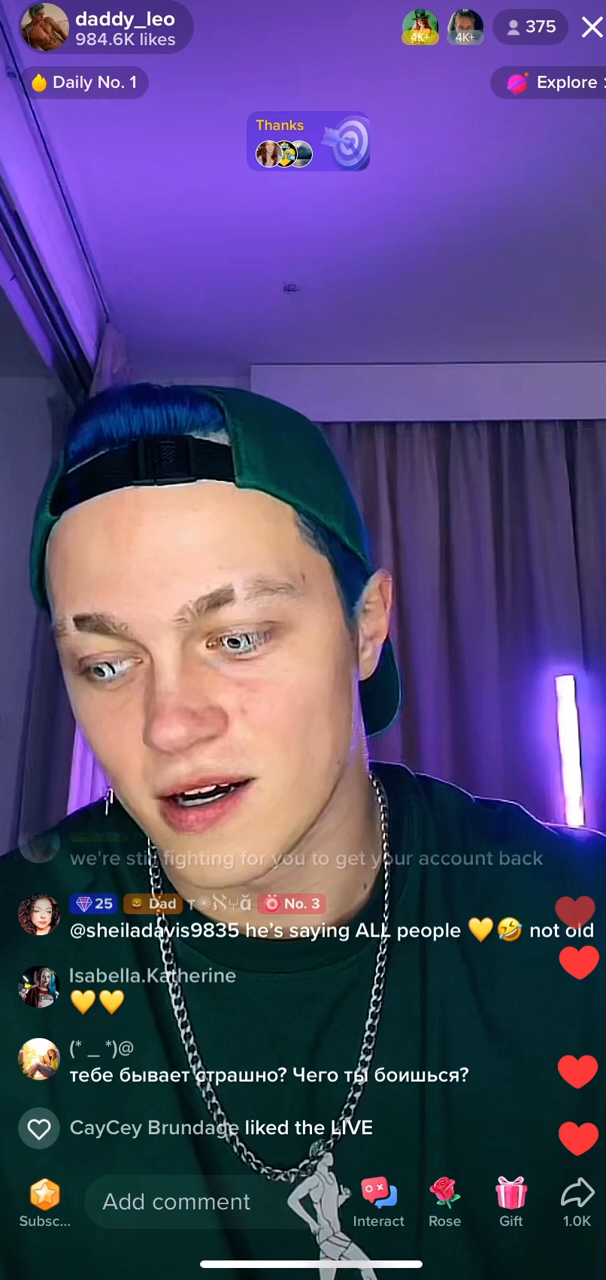 daddy_leo
984.6K likes
4K+
4K+
375
Daily No. 1
Explore
Thanks
we're still fighting for you to get your account back
25
Dad
No. 3
@sheiladavis9835 he's saying ALL people 💛🤣 not old
Isabella.Katherine
💛💛
(* _ *)@
тебе бывает страшно? Чего ты боишься?
CayCey Brundage liked the LIVE
Add comment
Subsc...
Interact
Rose
Gift
1.0K